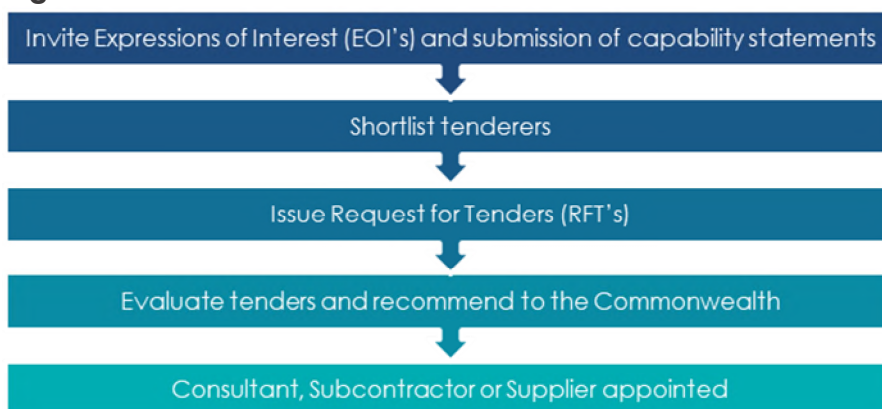 Invite Expressions of Interest (EOI's) and submission of capability statements
Shortlist tenderers
Issue Request for Tenders (RFT's)
Evaluate tenders and recommend to the Commonwealth
Consultant, Subcontractor or Supplier appointed